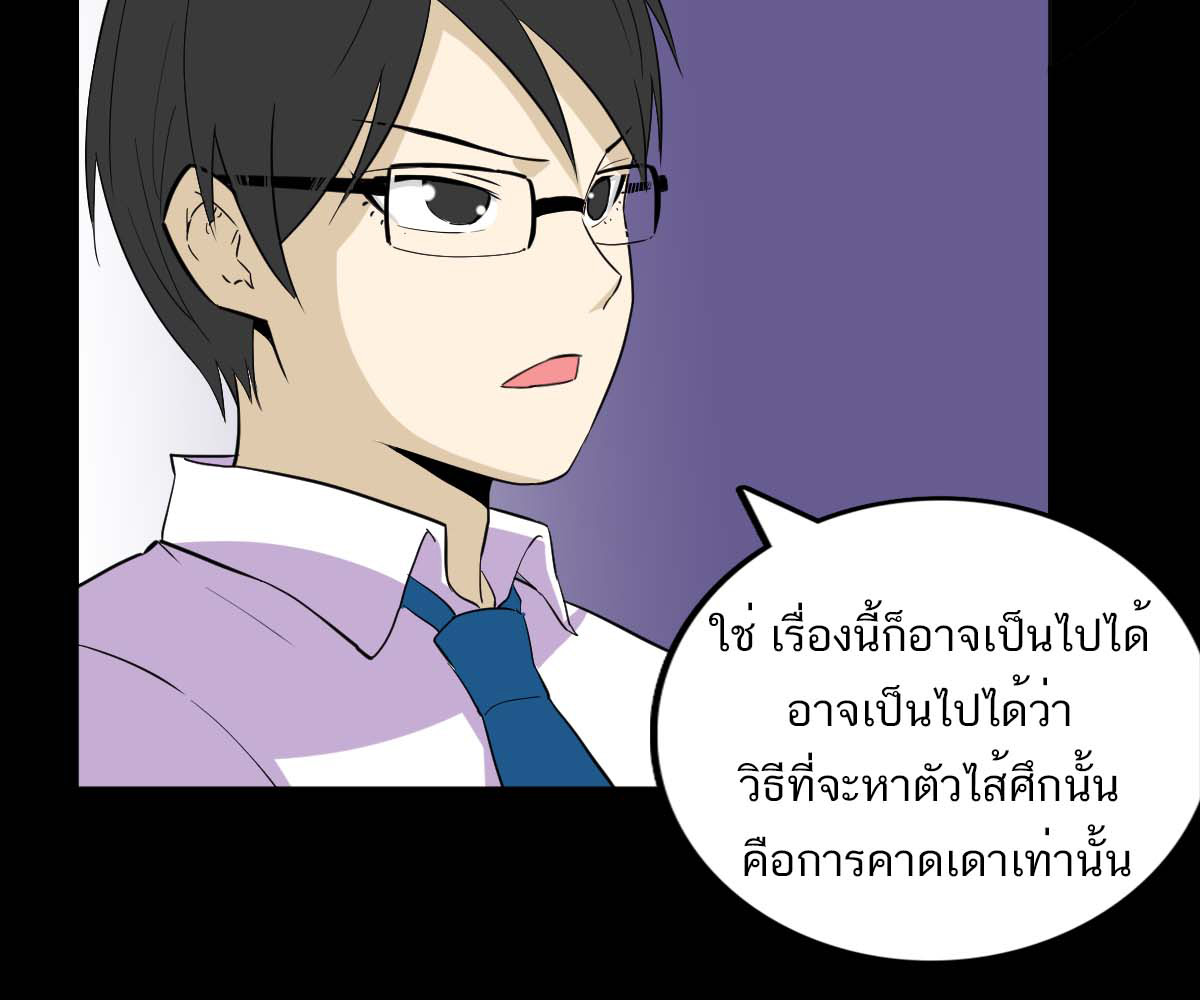 ใช่ เรื่องนี้ก็อาจเป็นไปได้
อาจเป็นไปได้ว่า
วิธีที่จะหาตัวไส้ศึกนั้น
คือการคาดเดาเท่านั้น